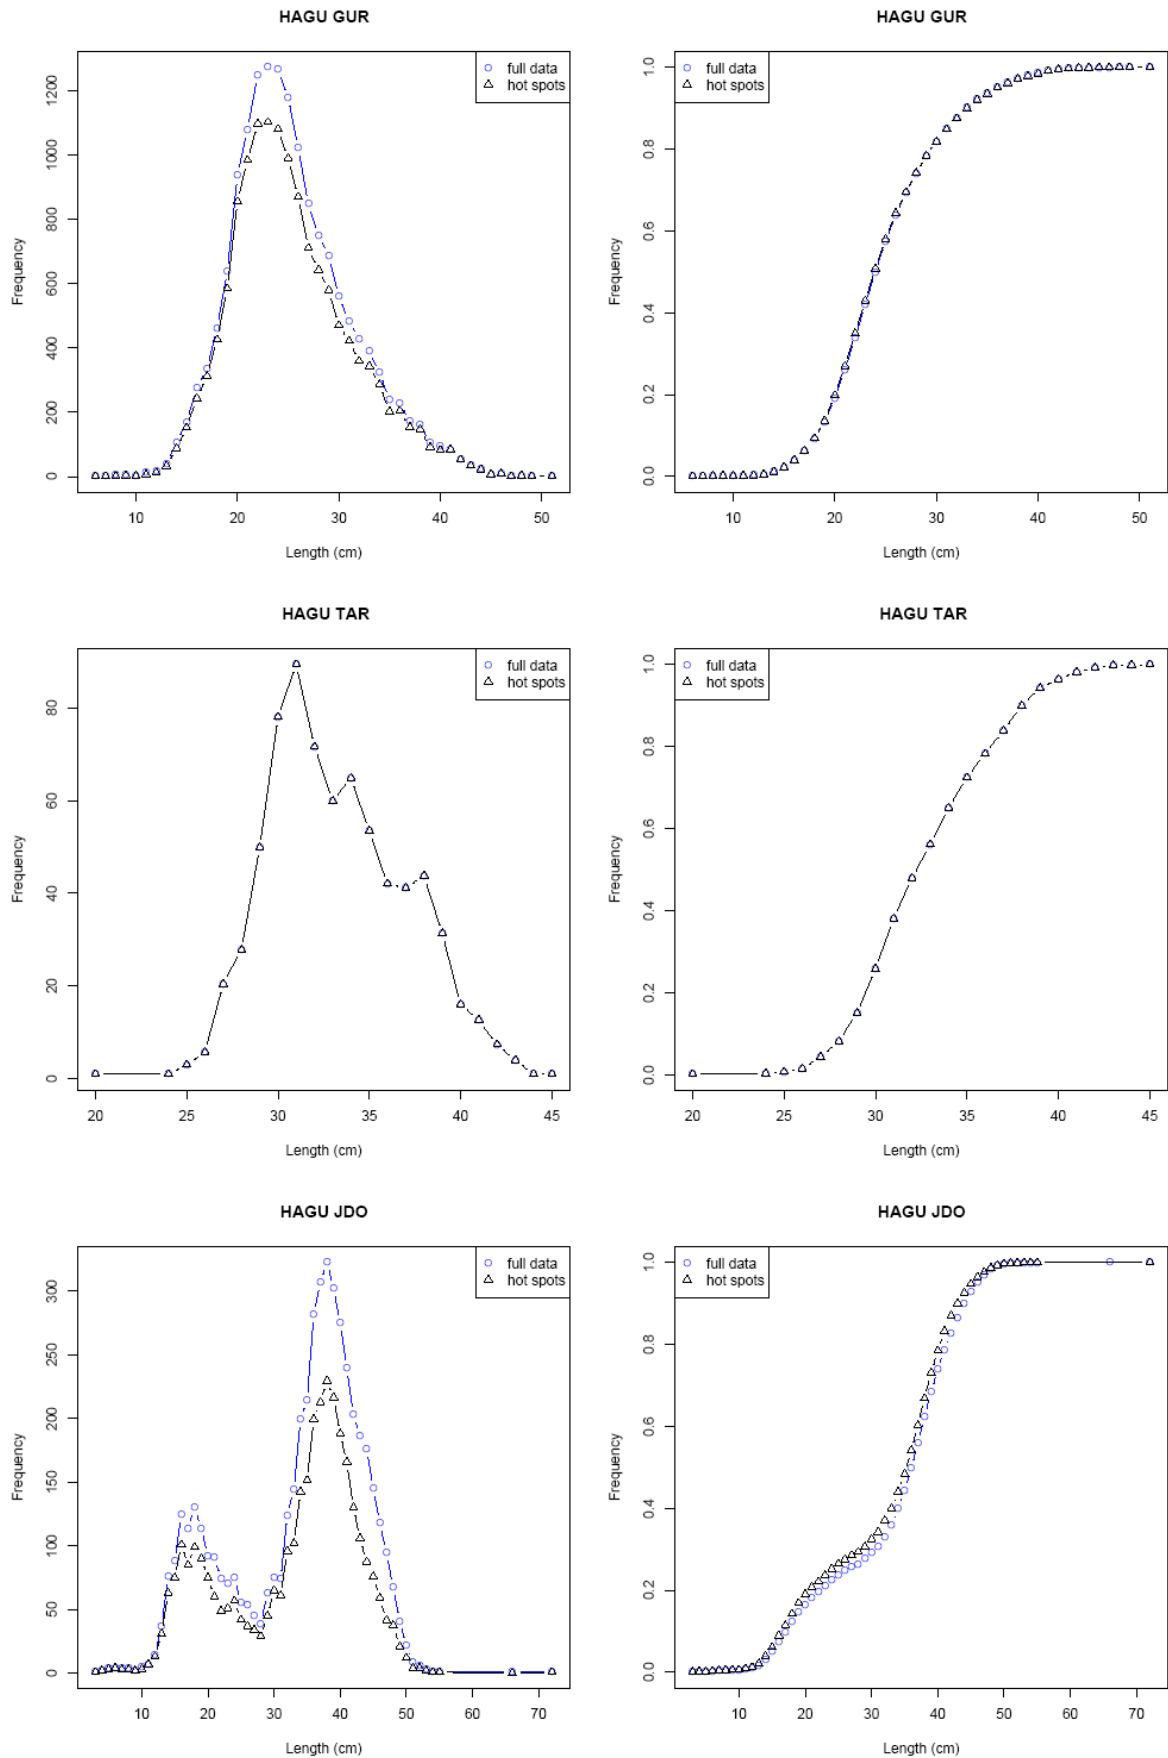 HAGU GUR
full data
hot spots
Frequency
0 200 400 600 800 1000 1200
10 20 30 40 50
Length (cm)
HAGU GUR
full data
hot spots
Frequency
0.0 0.2 0.4 0.6 0.8 1.0
10 20 30 40 50
Length (cm)
HAGU TAR
full data
hot spots
Frequency
0 20 40 60 80
20 25 30 35 40 45
Length (cm)
HAGU TAR
full data
hot spots
Frequency
0.0 0.2 0.4 0.6 0.8 1.0
20 25 30 35 40 45
Length (cm)
HAGU JDO
full data
hot spots
Frequency
0 50 100 150 200 250 300
10 20 30 40 50 60 70
Length (cm)
HAGU JDO
full data
hot spots
Frequency
0.0 0.2 0.4 0.6 0.8 1.0
10 20 30 40 50 60 70
Length (cm)